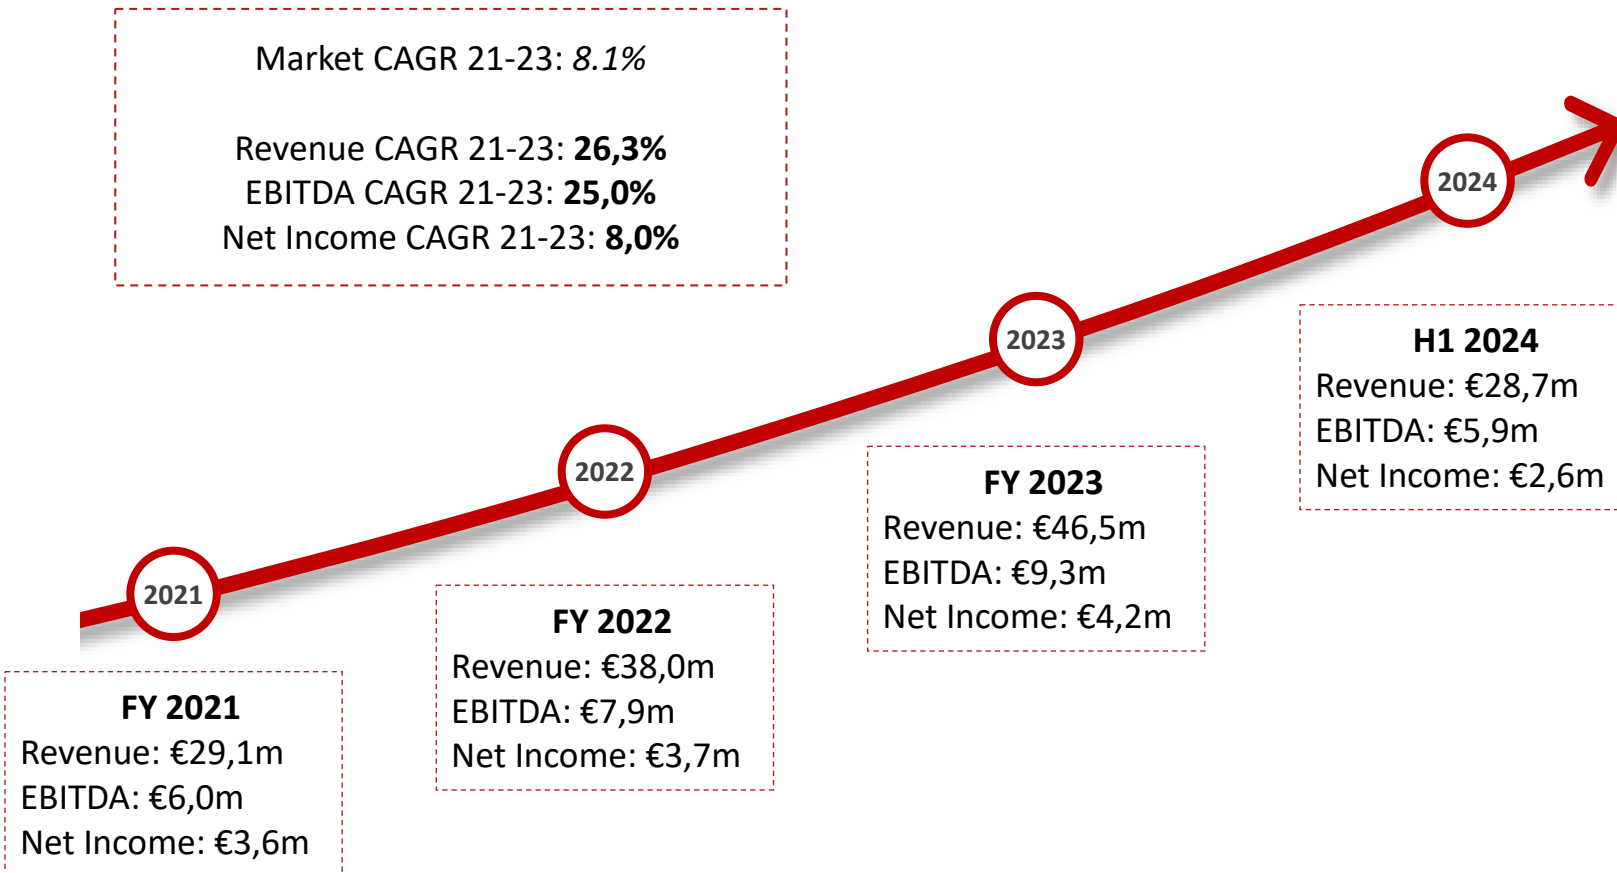 Market CAGR 21-23: 8.1%
Revenue CAGR 21-23: 26,3%
EBITDA CAGR 21-23: 25,0%
Net Income CAGR 21-23: 8,0%
2021
FY 2021
Revenue: €29,1m
EBITDA: €6,0m
Net Income: €3,6m
2022
FY 2022
Revenue: €38,0m
EBITDA: €7,9m
Net Income: €3,7m
2023
FY 2023
Revenue: €46,5m
EBITDA: €9,3m
Net Income: €4,2m
2024
H1 2024
Revenue: €28,7m
EBITDA: €5,9m
Net Income: €2,6m